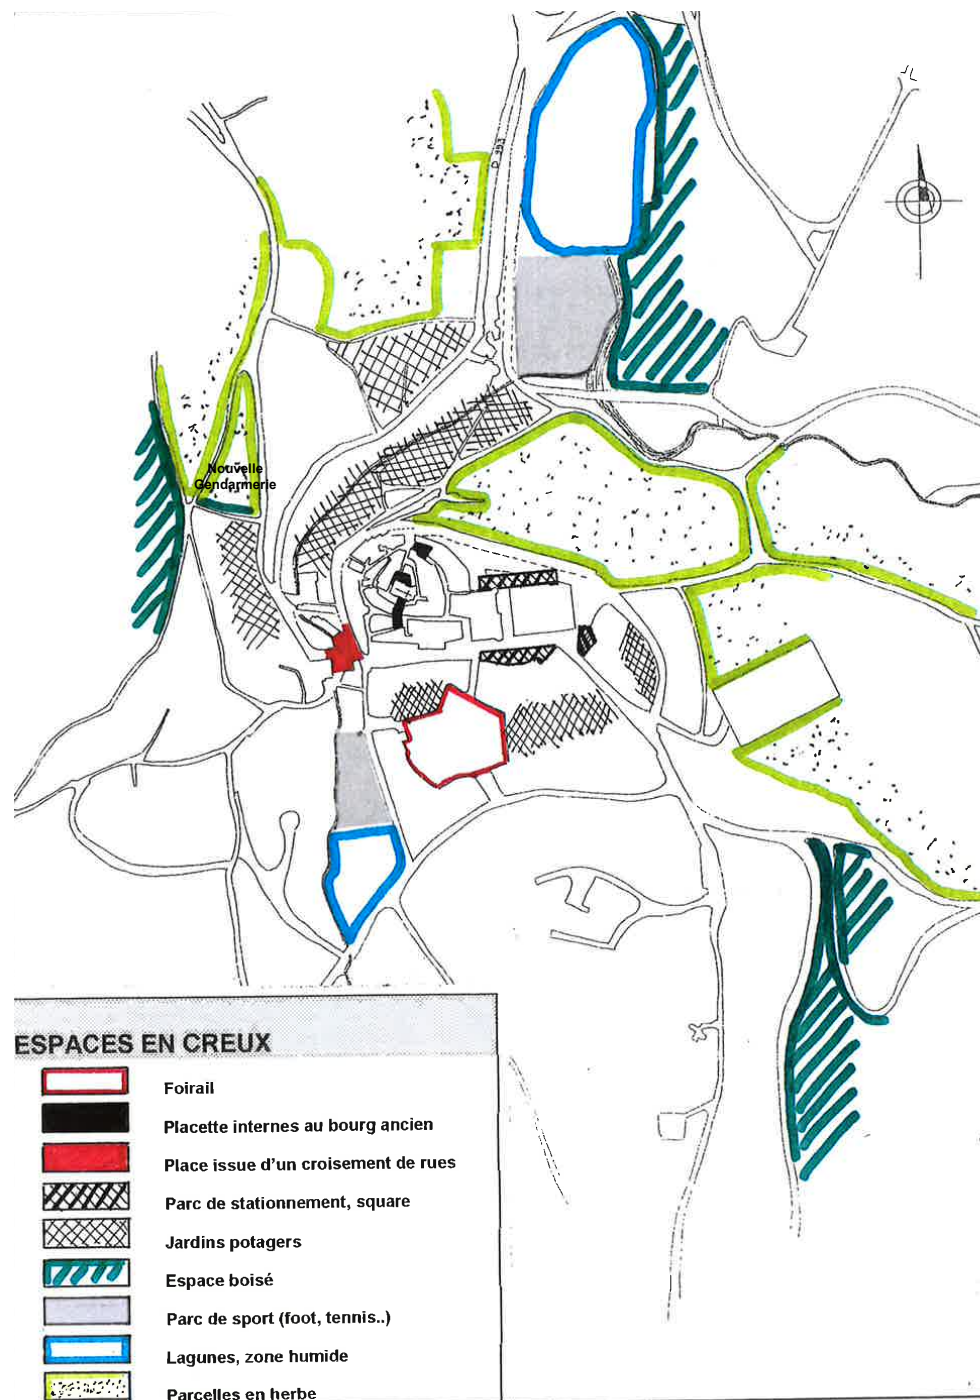 D 993
Nouvelle
Gendarmerie
ESPACES EN CREUX
Foirail
Placette internes au bourg ancien
Place issue d'un croisement de rues
Parc de stationnement, square
Jardins potagers
Espace boisé
Parc de sport (foot, tennis..)
Lagunes, zone humide
Parcelles en herbe